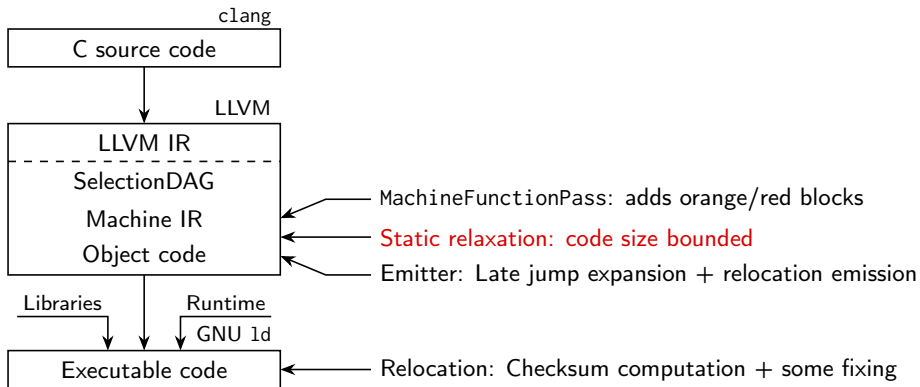 clang
C source code
LLVM
LLVM IR
SelectionDAG
MachineFunctionPass: adds orange/red blocks
Machine IR
Static relaxation: code size bounded
Object code
Emitter: Late jump expansion + relocation emission
Libraries
Runtime
GNU ld
Executable code
Relocation: Checksum computation + some fixing